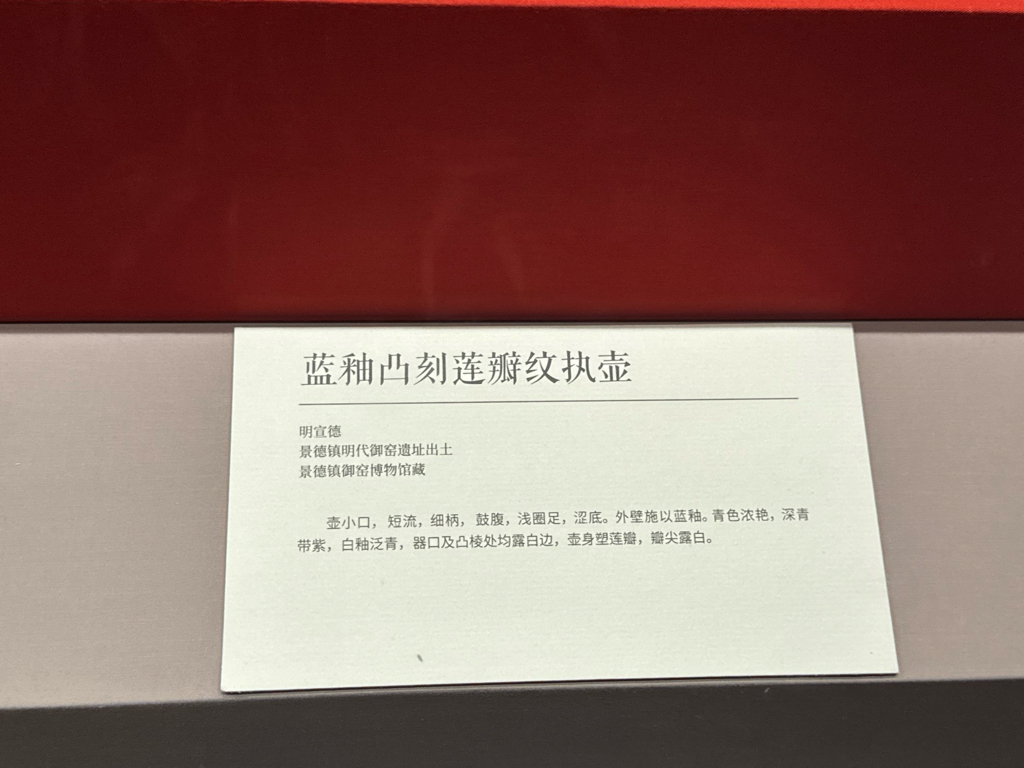 蓝釉凸刻莲瓣纹执壶
明宣德
景德镇明代御窑遗址出土
景德镇御窑博物馆藏
壶小口，短流，细柄，鼓腹，浅圈足，涩底。外壁施以蓝釉。青色浓艳，深青
带紫，白釉泛青，器口及凸棱处均露白边，壶身塑莲瓣，瓣尖露白。